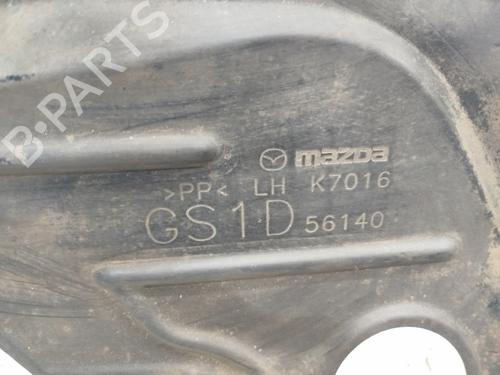 B-PARTS
mazda
>PP< LH K7016
GS1D 56140